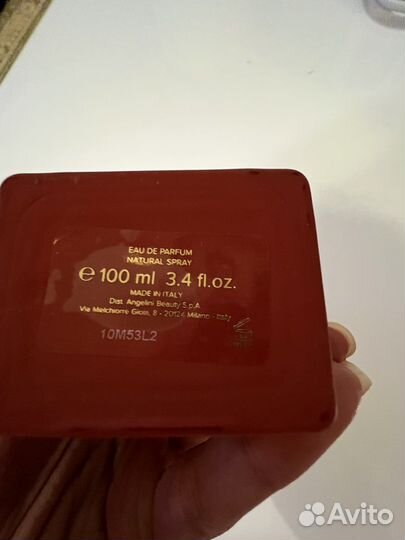 EAU DE PARFUM
NATURAL SPRAY
℮ 100 ml 3.4 fl.oz.
MADE IN ITALY
Dist. Angelini Beauty S.p.A.
Via Melchiorre Gioia, 8 - 20124 Milano - Italy
10M53L2
Avito